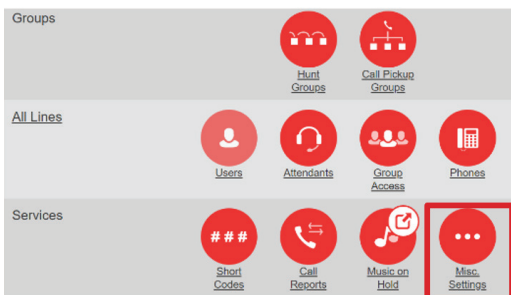 Groups
Hunt
Groups
Call Pickup
Groups
All Lines
Users
Attendants
Group
Access
Phones
Services
###
Short
Codes
Call
Reports
Music on
Hold
Misc.
Settings